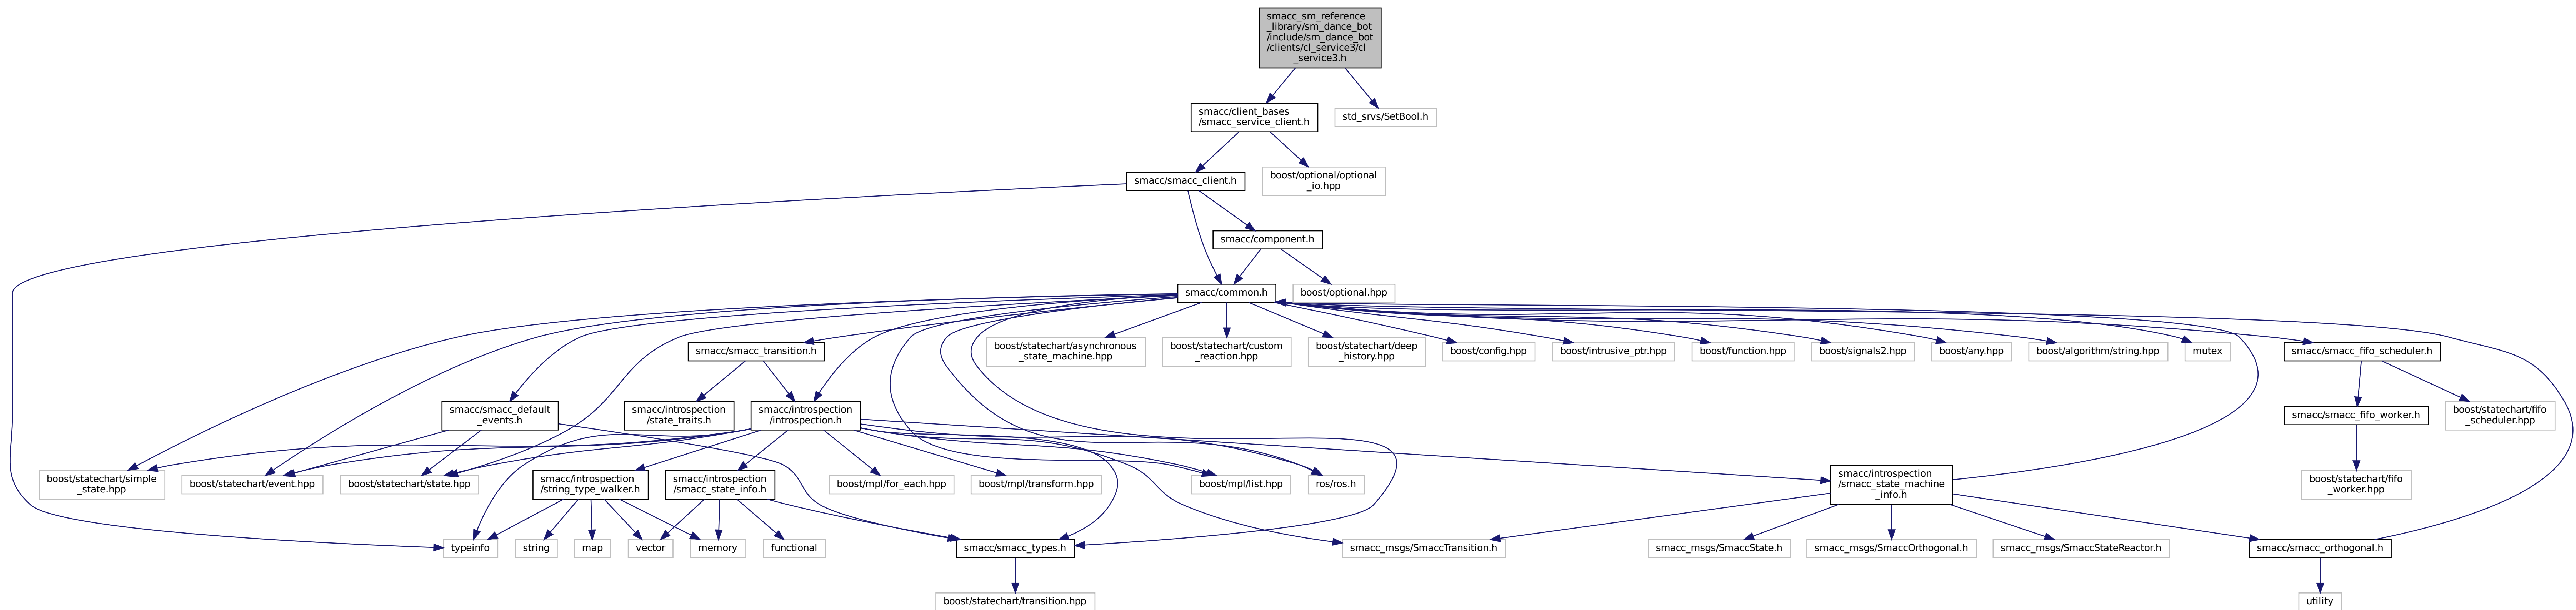 smacc_sm_reference
_library/sm_dance_bot
/include/sm_dance_bot
/clients/cl_service3/cl
_service3.h
smacc/client_bases
/smacc_service_client.h
std_srvs/SetBool.h
smacc/smacc_client.h
boost/optional/optional
_io.hpp
smacc/component.h
smacc/common.h
boost/optional.hpp
smacc/smacc_transition.h
boost/statechart/asynchronous
_state_machine.hpp
boost/statechart/custom
_reaction.hpp
boost/statechart/deep
_history.hpp
boost/config.hpp
boost/intrusive_ptr.hpp
boost/function.hpp
boost/signals2.hpp
boost/any.hpp
boost/algorithm/string.hpp
mutex
smacc/smacc_fifo_scheduler.h
smacc/smacc_default
_events.h
smacc/introspection
/state_traits.h
smacc/introspection
/introspection.h
smacc/smacc_fifo_worker.h
boost/statechart/fifo
_scheduler.hpp
boost/statechart/simple
_state.hpp
boost/statechart/event.hpp
boost/statechart/state.hpp
smacc/introspection
/string_type_walker.h
smacc/introspection
/smacc_state_info.h
boost/mpl/for_each.hpp
boost/mpl/transform.hpp
boost/mpl/list.hpp
ros/ros.h
smacc/introspection
/smacc_state_machine
_info.h
boost/statechart/fifo
_worker.hpp
typeinfo
string
map
vector
memory
functional
smacc/smacc_types.h
smacc_msgs/SmaccTransition.h
smacc_msgs/SmaccState.h
smacc_msgs/SmaccOrthogonal.h
smacc_msgs/SmaccStateReactor.h
smacc/smacc_orthogonal.h
boost/statechart/transition.hpp
utility